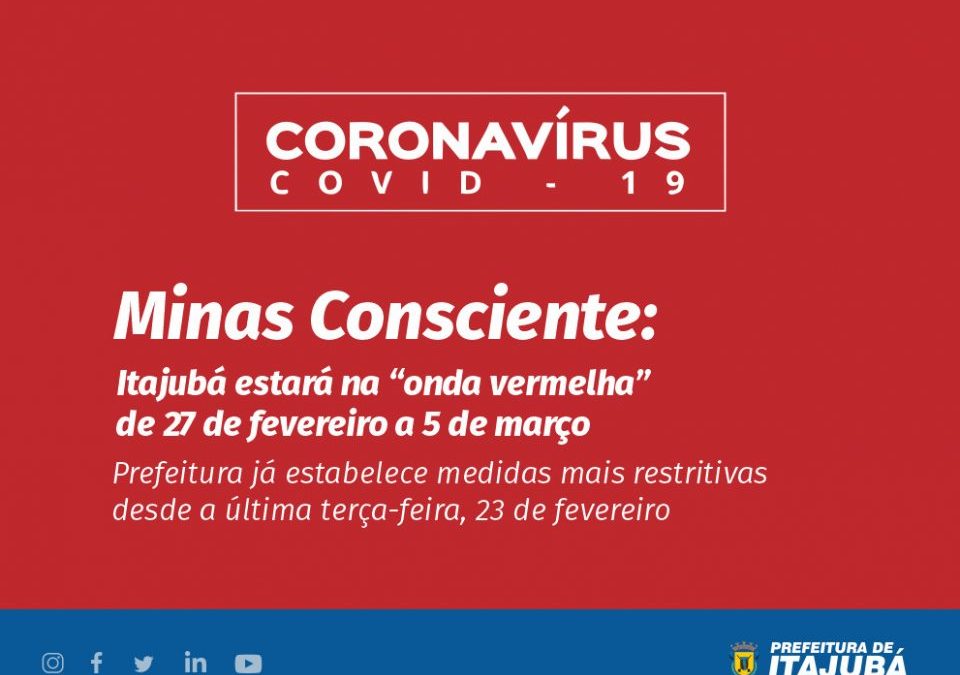 CORONAVÍRUS
COVID - 19
Minas Consciente:
Itajubá estará na “onda vermelha”
de 27 de fevereiro a 5 de março
Prefeitura já estabelece medidas mais restritivas
desde a última terça-feira, 23 de fevereiro
PREFEITURA DE
ITAJUBÁ